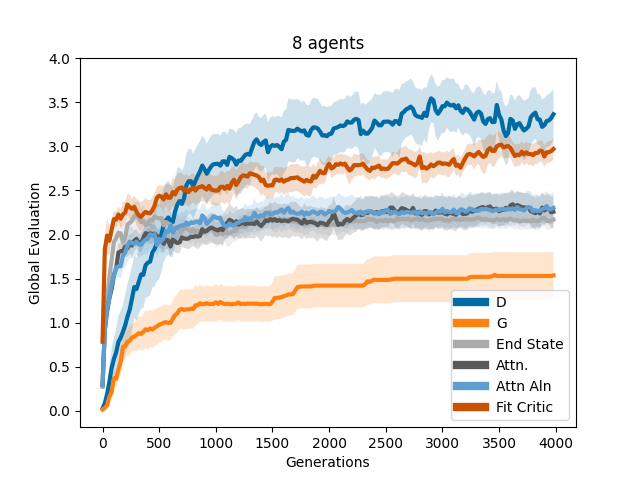 8 agents
Global Evaluation
4.0
3.5
3.0
2.5
2.0
1.5
1.0
0.5
0.0
D
G
End State
Attn.
Attn Aln
Fit Critic
0 500 1000 1500 2000 2500 3000 3500 4000
Generations